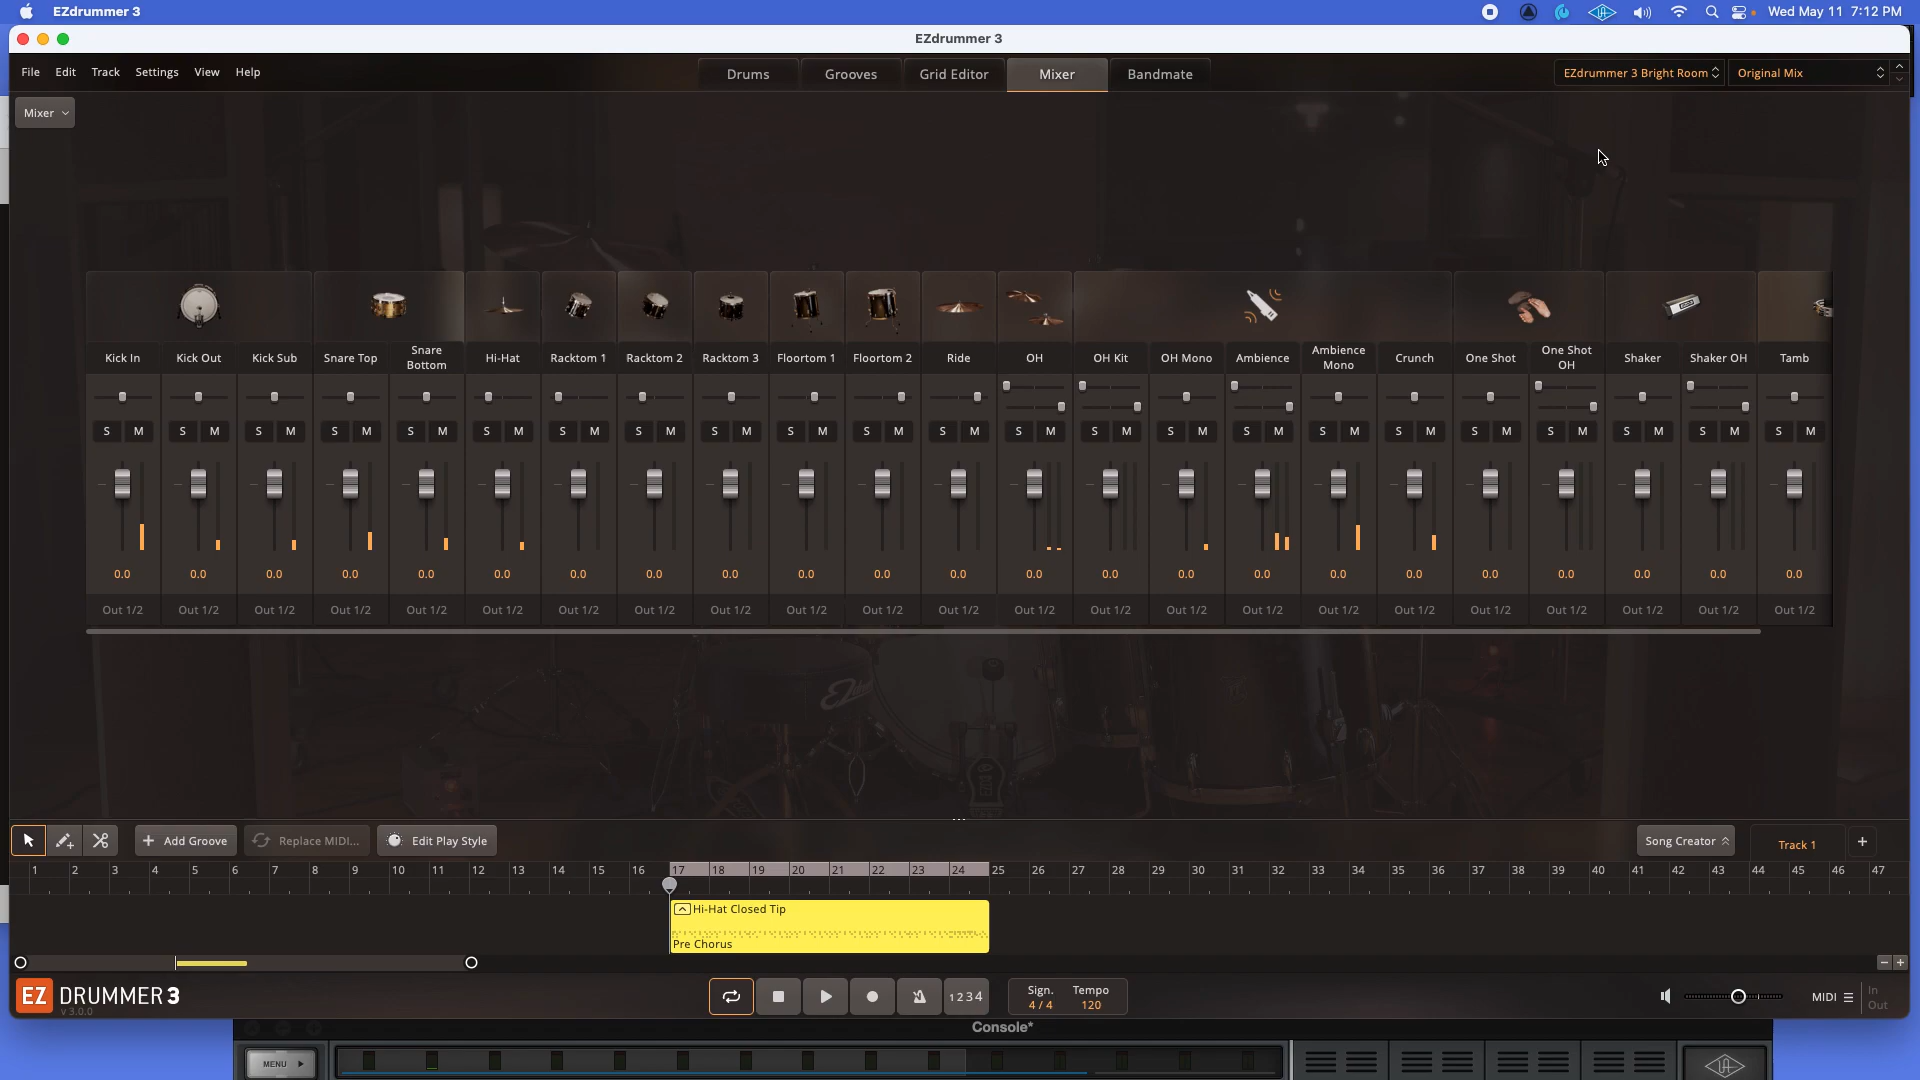 EZdrummer 3
Wed May 11 7:12 PM
EZdrummer 3
File Edit Track Settings View Help
Drums Grooves Grid Editor Mixer Bandmate
EZdrummer 3 Bright Room Original Mix
Mixer
Kick In Kick Out Kick Sub Snare Top Snare Bottom Hi-Hat Racktom 1 Racktom 2 Racktom 3 Floortom 1 Floortom 2 Ride OH OH Kit OH Mono Ambience Ambience Mono Crunch One Shot One Shot OH Shaker Shaker OH Tamb
S M S M S M S M S M S M S M S M S M S M S M S M S M S M S M S M S M S M S M S M S M S M S M
0.0 0.0 0.0 0.0 0.0 0.0 0.0 0.0 0.0 0.0 0.0 0.0 0.0 0.0 0.0 0.0 0.0 0.0 0.0 0.0 0.0 0.0 0.0
Out 1/2 Out 1/2 Out 1/2 Out 1/2 Out 1/2 Out 1/2 Out 1/2 Out 1/2 Out 1/2 Out 1/2 Out 1/2 Out 1/2 Out 1/2 Out 1/2 Out 1/2 Out 1/2 Out 1/2 Out 1/2 Out 1/2 Out 1/2 Out 1/2 Out 1/2 Out 1/2
EZ
Add Groove Replace MIDI... Edit Play Style
Song Creator Track 1 +
1 2 3 4 5 6 7 8 9 10 11 12 13 14 15 16 17 18 19 20 21 22 23 24 25 26 27 28 29 30 31 32 33 34 35 36 37 38 39 40 41 42 43 44 45 46 47
Hi-Hat Closed Tip
Pre Chorus
EZ DRUMMER 3
v 3.0.0
1234
Sign. Tempo
4 / 4 120
MIDI In
Out
Console*
MENU